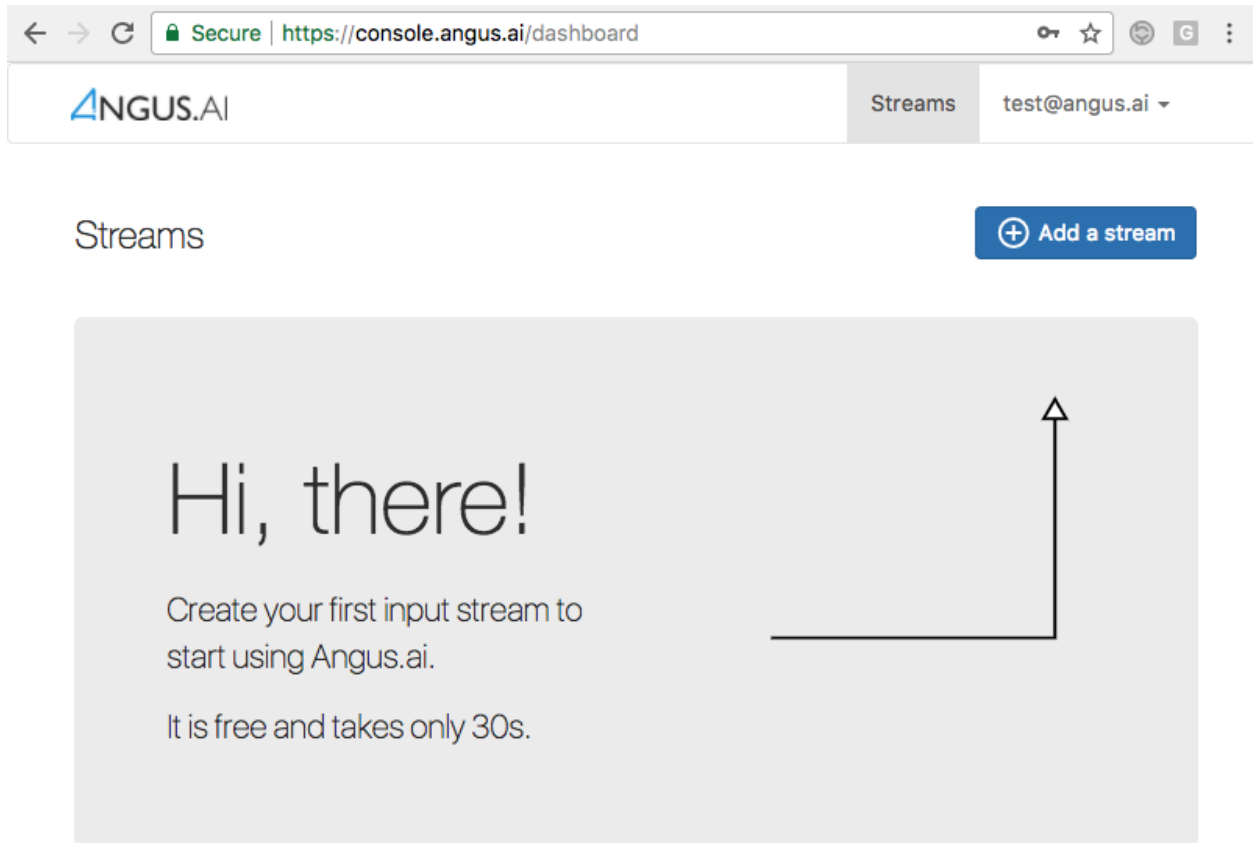 Secure | https://console.angus.ai/dashboard
G
ANGUS.AI
Streams
test@angus.ai
Streams
Add a stream
Hi, there!
Create your first input stream to
start using Angus.ai.
It is free and takes only 30s.